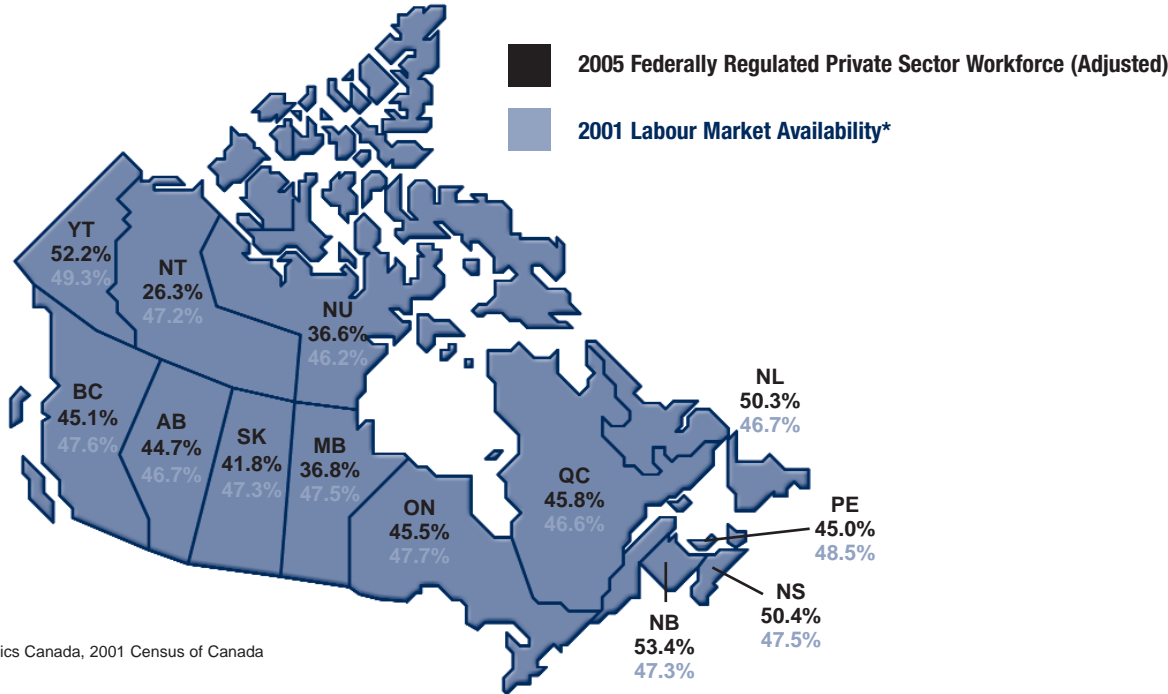 2005 Federally Regulated Private Sector Workforce (Adjusted)
2001 Labour Market Availability*
YT
52.2%
49.3%
NT
26.3%
47.2%
NU
36.6%
46.2%
BC
45.1%
47.6%
AB
44.7%
46.7%
SK
41.8%
47.3%
MB
36.8%
47.5%
ON
45.5%
47.7%
QC
45.8%
46.6%
NL
50.3%
46.7%
PE
45.0%
48.5%
NS
50.4%
47.5%
NB
53.4%
47.3%
ics Canada, 2001 Census of Canada